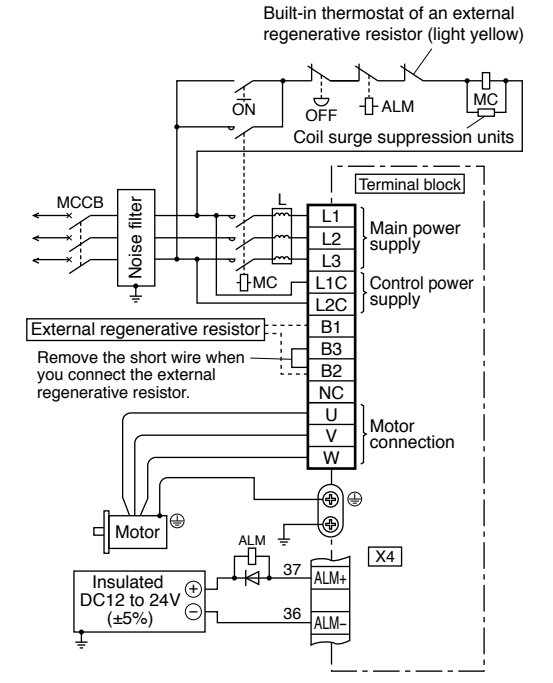 Built-in thermostat of an external
regenerative resistor (light yellow)
ON
OFF
ALM
MC
Coil surge suppression units
MCCB
Noise filter
L
MC
Terminal block
L1
L2
L3
Main power
supply
L1C
L2C
Control power
supply
External regenerative resistor
B1
B3
B2
Remove the short wire when
you connect the external
regenerative resistor.
NC
U
V
W
Motor
connection
Motor
ALM
X4
Insulated
DC12 to 24V
(±5%)
+
−
37
ALM+
36
ALM−